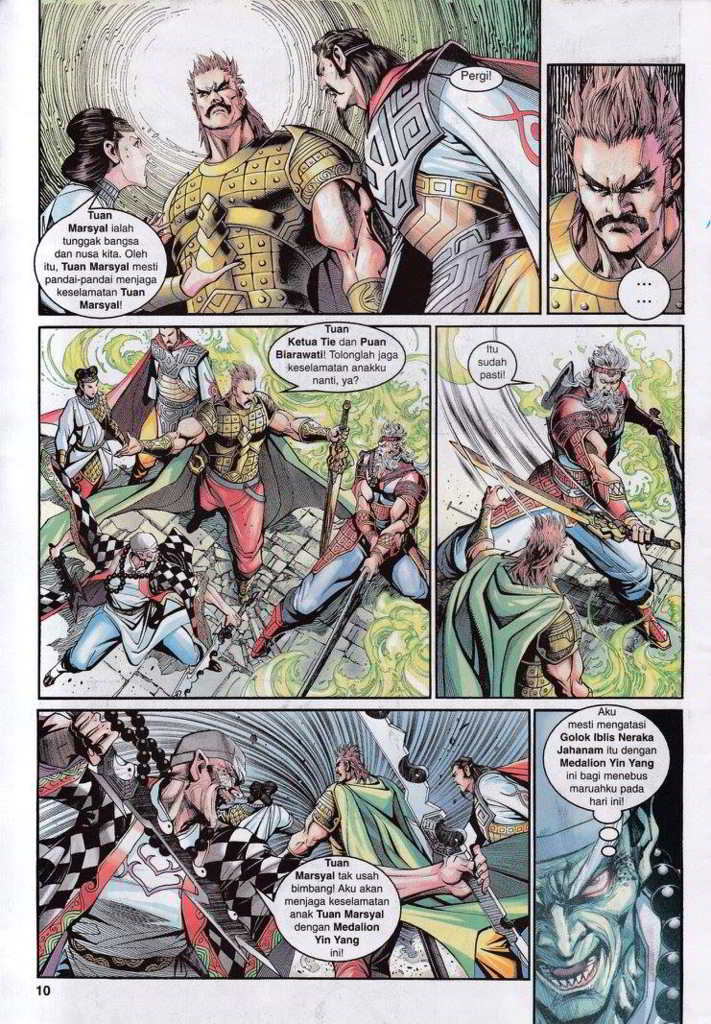 Pergi!
Tuan
Marsyal ialah
tunggak bangsa
dan nusa kita. Oleh
itu, Tuan Marsyal mesti
pandai-pandai menjaga
keselamatan Tuan
Marsyal!
...
...
Tuan
Ketua Tie dan Puan
Biarawati! Tolonglah jaga
keselamatan anakku
nanti, ya?
Itu
sudah
pasti!
Tuan
Marsyal tak usah
bimbang! Aku akan
menjaga keselamatan
anak Tuan Marsyal
dengan Medalion
Yin Yang
ini!
Aku
mesti mengatasi
Golok Iblis Neraka
Jahanam itu dengan
Medalion Yin Yang
ini bagi menebus
maruahku pada
hari ini!
10